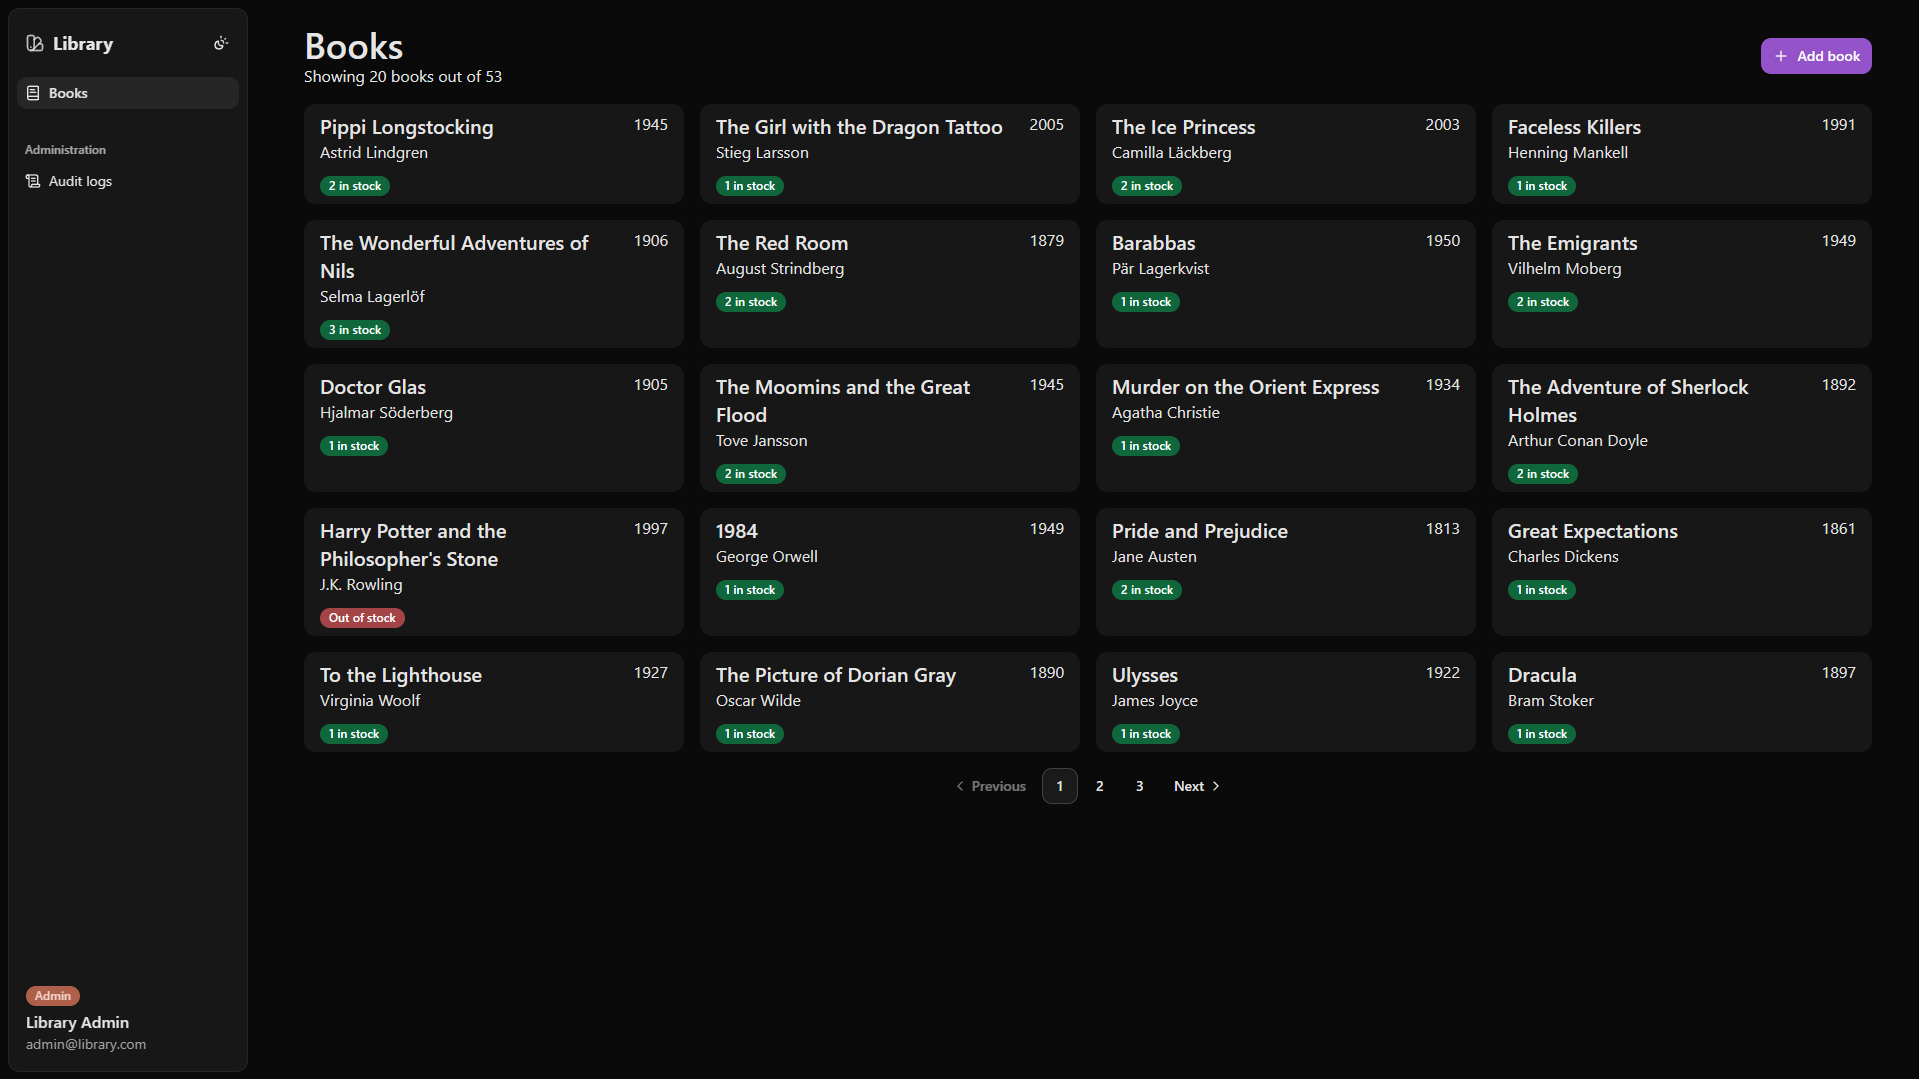 Library
Books
Administration
Audit logs
Admin
Library Admin
admin@library.com
Books
Showing 20 books out of 53
Add book
Pippi Longstocking
1945
Astrid Lindgren
2 in stock
The Girl with the Dragon Tattoo
2005
Stieg Larsson
1 in stock
The Ice Princess
2003
Camilla Läckberg
2 in stock
Faceless Killers
1991
Henning Mankell
1 in stock
The Wonderful Adventures of
Nils
1906
Selma Lagerlöf
3 in stock
The Red Room
1879
August Strindberg
2 in stock
Barabbas
1950
Pär Lagerkvist
1 in stock
The Emigrants
1949
Vilhelm Moberg
2 in stock
Doctor Glas
1905
Hjalmar Söderberg
1 in stock
The Moomins and the Great
Flood
1945
Tove Jansson
2 in stock
Murder on the Orient Express
1934
Agatha Christie
1 in stock
The Adventure of Sherlock
Holmes
1892
Arthur Conan Doyle
2 in stock
Harry Potter and the
Philosopher's Stone
1997
J.K. Rowling
Out of stock
1984
1949
George Orwell
1 in stock
Pride and Prejudice
1813
Jane Austen
2 in stock
Great Expectations
1861
Charles Dickens
1 in stock
To the Lighthouse
1927
Virginia Woolf
1 in stock
The Picture of Dorian Gray
1890
Oscar Wilde
1 in stock
Ulysses
1922
James Joyce
1 in stock
Dracula
1897
Bram Stoker
1 in stock
Previous 1 2 3 Next